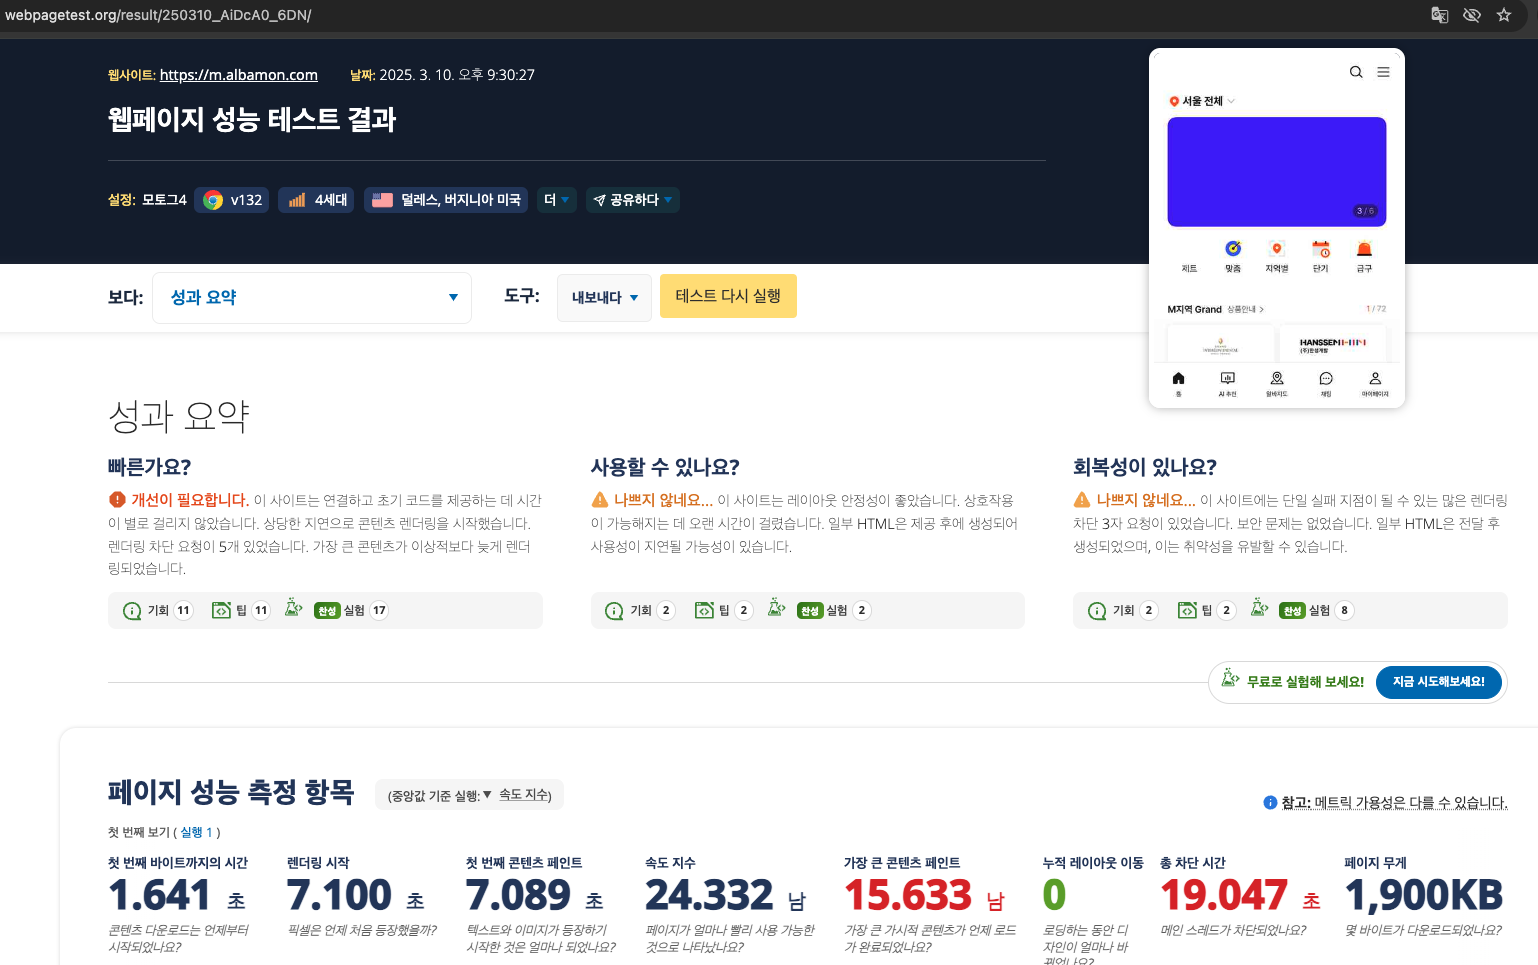 webpagetest.org/result/250310_AiDcA0_6DN/
웹사이트: https://m.albamon.com 날짜: 2025. 3. 10. 오후 9:30:27
웹페이지 성능 테스트 결과
설정: 모토그4 v132 4세대 덜레스, 버지니아 미국 더 공유하다
서울 전체
3 / 6
제트 맞춤 지역별 단기 급구
M지역 Grand 상품안내 1 / 72
HANSSEM
(주)한샘개발
홈 AI 추천 알바지도 채팅 마이페이지
보다: 성과 요약 도구: 내보내다 테스트 다시 실행
성과 요약
빠른가요?
개선이 필요합니다. 이 사이트는 연결하고 초기 코드를 제공하는 데 시간
이 별로 걸리지 않았습니다. 상당한 지연으로 콘텐츠 렌더링을 시작했습니다.
렌더링 차단 요청이 5개 있었습니다. 가장 큰 콘텐츠가 이상적보다 늦게 렌더
링되었습니다.
기회 11 팁 11 찬성 실험 17
사용할 수 있나요?
나쁘지 않네요... 이 사이트는 레이아웃 안정성이 좋았습니다. 상호작용
이 가능해지는 데 오랜 시간이 걸렸습니다. 일부 HTML은 제공 후에 생성되어
사용성이 지연될 가능성이 있습니다.
기회 2 팁 2 찬성 실험 2
회복성이 있나요?
나쁘지 않네요... 이 사이트에는 단일 실패 지점이 될 수 있는 많은 렌더링
차단 3자 요청이 있었습니다. 보안 문제는 없었습니다. 일부 HTML은 전달 후
생성되었으며, 이는 취약성을 유발할 수 있습니다.
기회 2 팁 2 찬성 실험 8
무료로 실험해 보세요! 지금 시도해보세요!
페이지 성능 측정 항목 (중앙값 기준 실행:▼ 속도 지수)
참고: 메트릭 가용성은 다를 수 있습니다.
첫 번째 보기 ( 실행 1 )
첫 번째 바이트까지의 시간
1.641 초
콘텐츠 다운로드는 언제부터
시작되었나요?
렌더링 시작
7.100 초
픽셀은 언제 처음 등장했을까?
첫 번째 콘텐츠 페인트
7.089 초
텍스트와 이미지가 등장하기
시작한 것은 얼마나 되었나요?
속도 지수
24.332 남
페이지가 얼마나 빨리 사용 가능한
것으로 나타났나요?
가장 큰 콘텐츠 페인트
15.633 남
가장 큰 가시적 콘텐츠가 언제 로드
가 완료되었나요?
누적 레이아웃 이동
0
로딩하는 동안 디
자인이 얼마나 바
뀌었나요?
총 차단 시간
19.047 초
메인 스레드가 차단되었나요?
페이지 무게
1,900KB
몇 바이트가 다운로드되었나요?